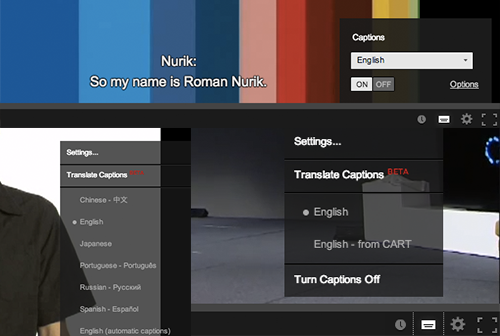 Captions
English
ON OFF
Options
Nurik:
So my name is Roman Nurik.
Settings...
Translate Captions BETA
Chinese - 中文
English
Japanese
Portuguese - Português
Russian - Русский
Spanish - Español
English (automatic captions)
Settings...
Translate Captions BETA
English
English - from CART
Turn Captions Off